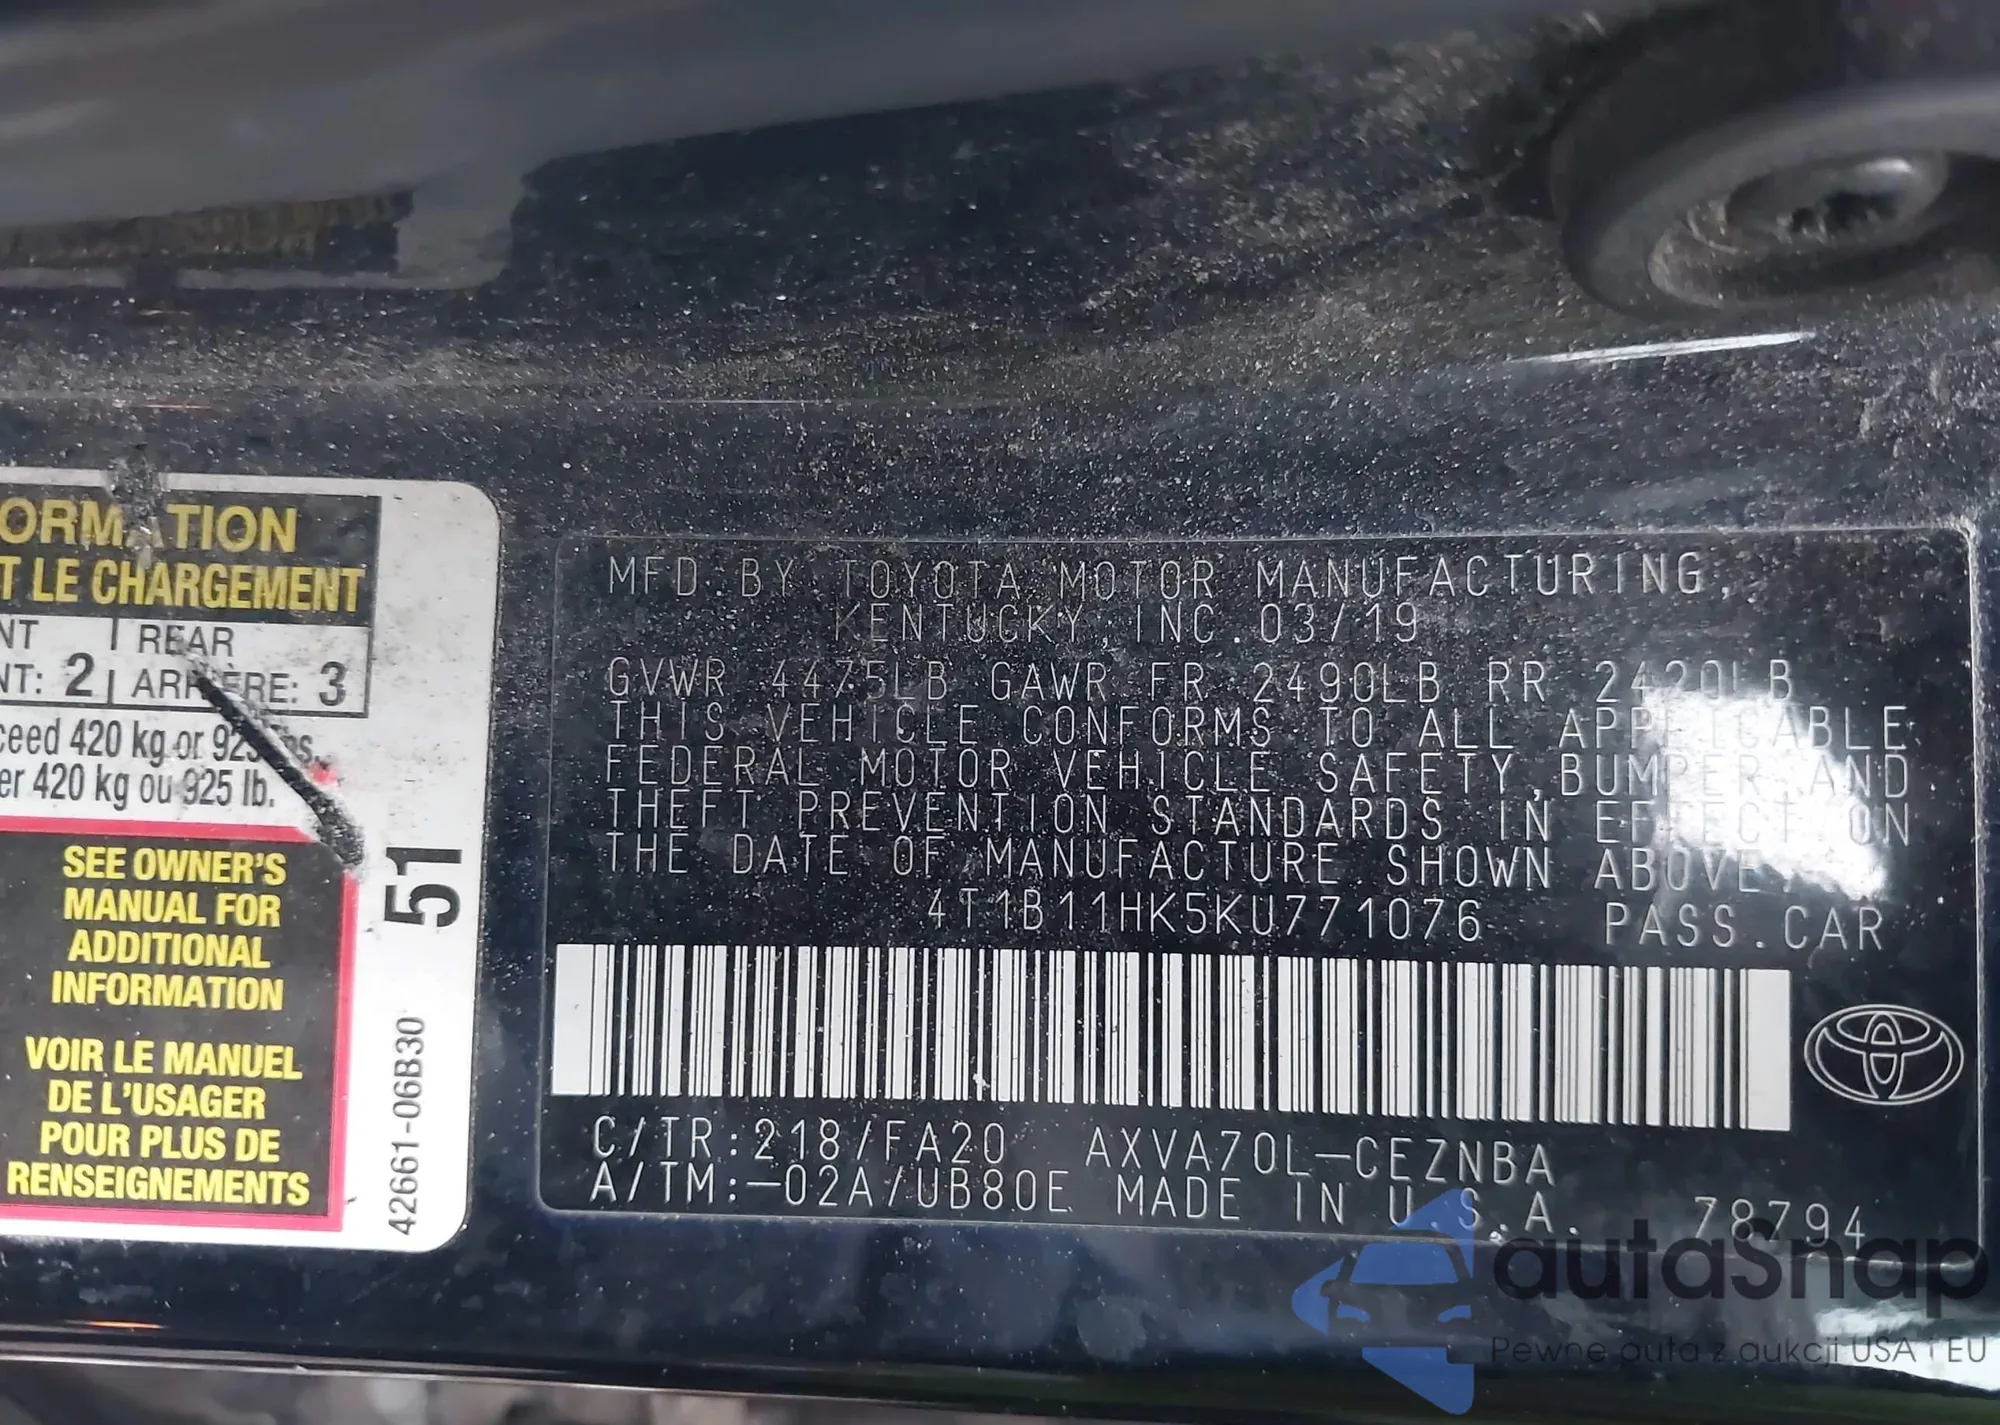 ORMATION
T LE CHARGEMENT
NT 2 REAR
NT: ARRIÈRE: 3
ceed 420 kg or 925 lbs.
er 420 kg ou 925 lb.
SEE OWNER'S
MANUAL FOR
ADDITIONAL
INFORMATION
VOIR LE MANUEL
DE L'USAGER
POUR PLUS DE
RENSEIGNEMENTS
51
42661-06B30
MFD.BY TOYOTA MOTOR MANUFACTURING,
KENTUCKY, INC. 03/19
GVWR 4475LB GAWR FR 2490LB RR 2420LB
THIS VEHICLE CONFORMS TO ALL APPLICABLE
FEDERAL MOTOR VEHICLE SAFETY,BUMPER,AND
THEFT PREVENTION STANDARDS IN EFFECT ON
THE DATE OF MANUFACTURE SHOWN ABOVE.
4T1B11HK5KU771076 PASS.CAR
C/TR:218/FA20 AXVA70L-CEZNBA
A/TM:-02A/UB80E MADE IN U.S.A. 78794
autaSnap
Pewne auta z aukcji USA i EU